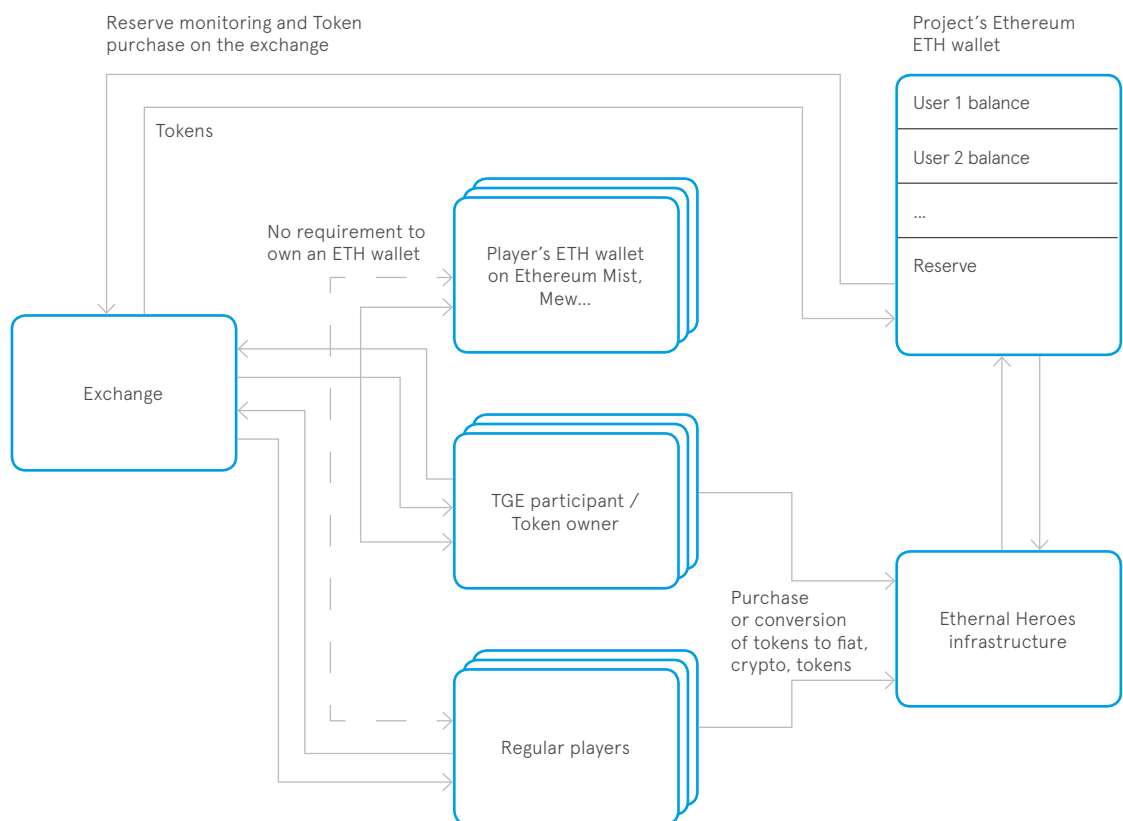 Reserve monitoring and Token
purchase on the exchange
Project's Ethereum
ETH wallet
User 1 balance
Tokens
User 2 balance
...
No requirement to
own an ETH wallet
Player's ETH wallet
on Ethereum Mist,
Mew...
Reserve
Exchange
TGE participant /
Token owner
Purchase
or conversion
of tokens to fiat,
crypto, tokens
Ethernal Heroes
infrastructure
Regular players